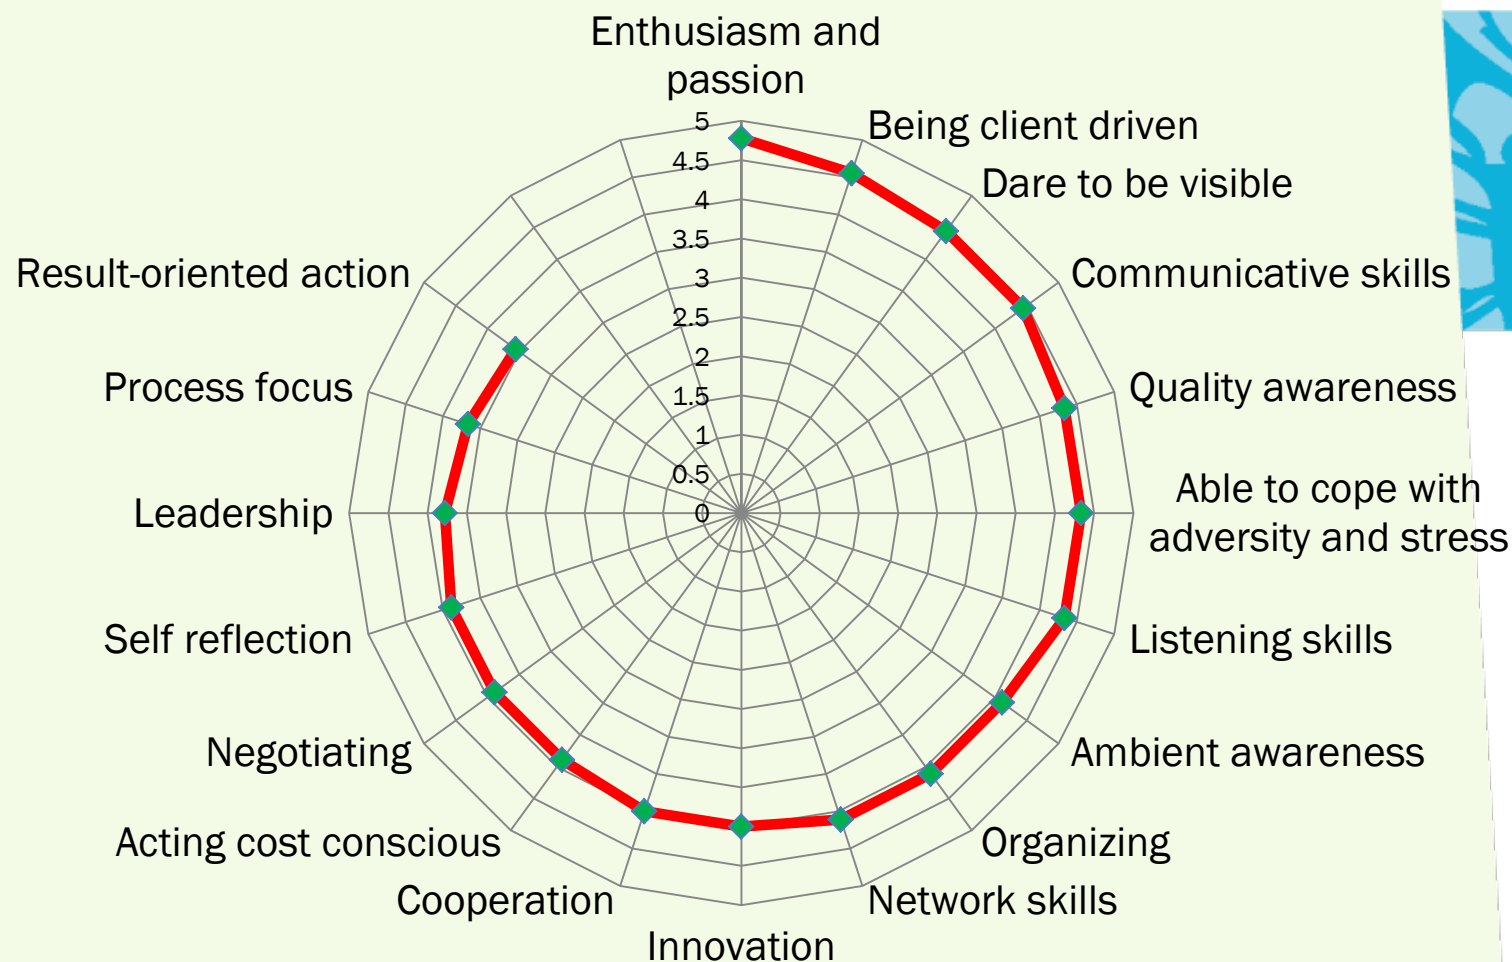 Enthusiasm and
passion
Being client driven
Dare to be visible
Communicative skills
Quality awareness
Able to cope with
adversity and stress
Listening skills
Ambient awareness
Organizing
Network skills
Innovation
Cooperation
Acting cost conscious
Negotiating
Self reflection
Leadership
Process focus
Result-oriented action
5
4.5
4
3.5
3
2.5
2
1.5
1
0.5
0